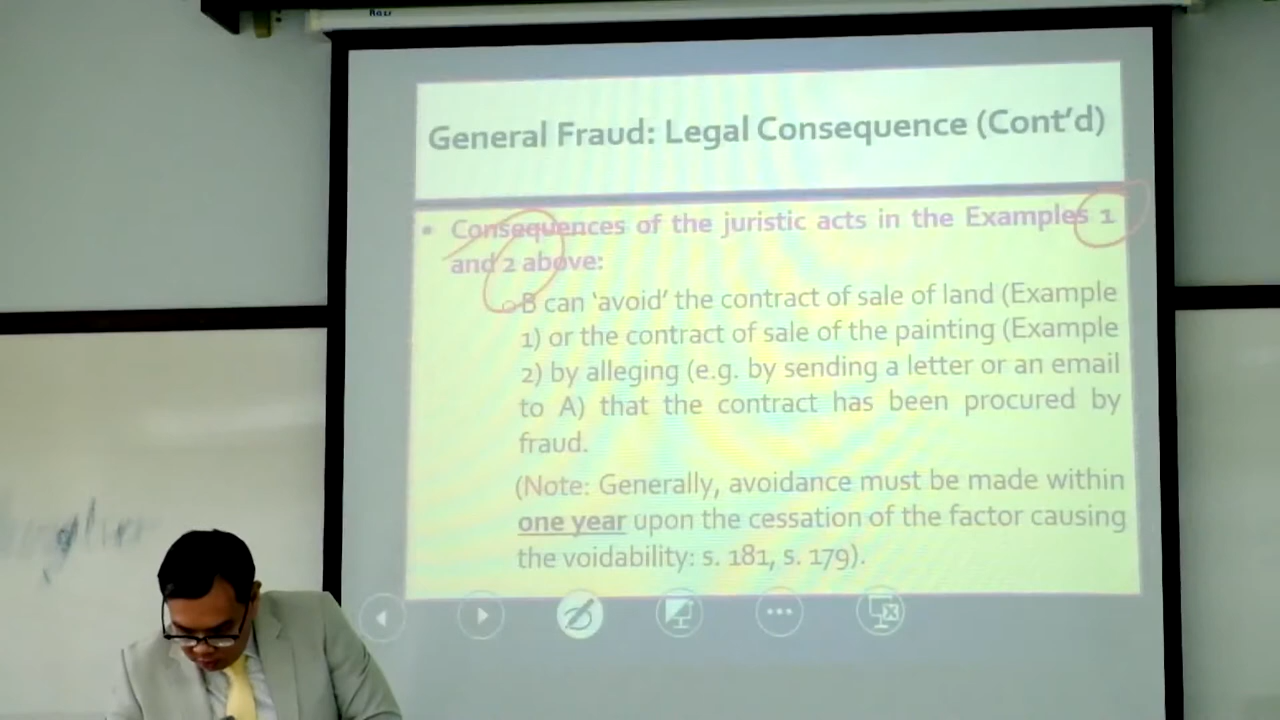 General Fraud: Legal Consequence (Cont'd)
Consequences of the juristic acts in the Examples 1
and 2 above:
B can 'avoid' the contract of sale of land (Example
1) or the contract of sale of the painting (Example
2) by alleging (e.g. by sending a letter or an email
to A) that the contract has been procured by
fraud.
(Note: Generally, avoidance must be made within
one year upon the cessation of the factor causing
the voidability: s. 181, s. 179).